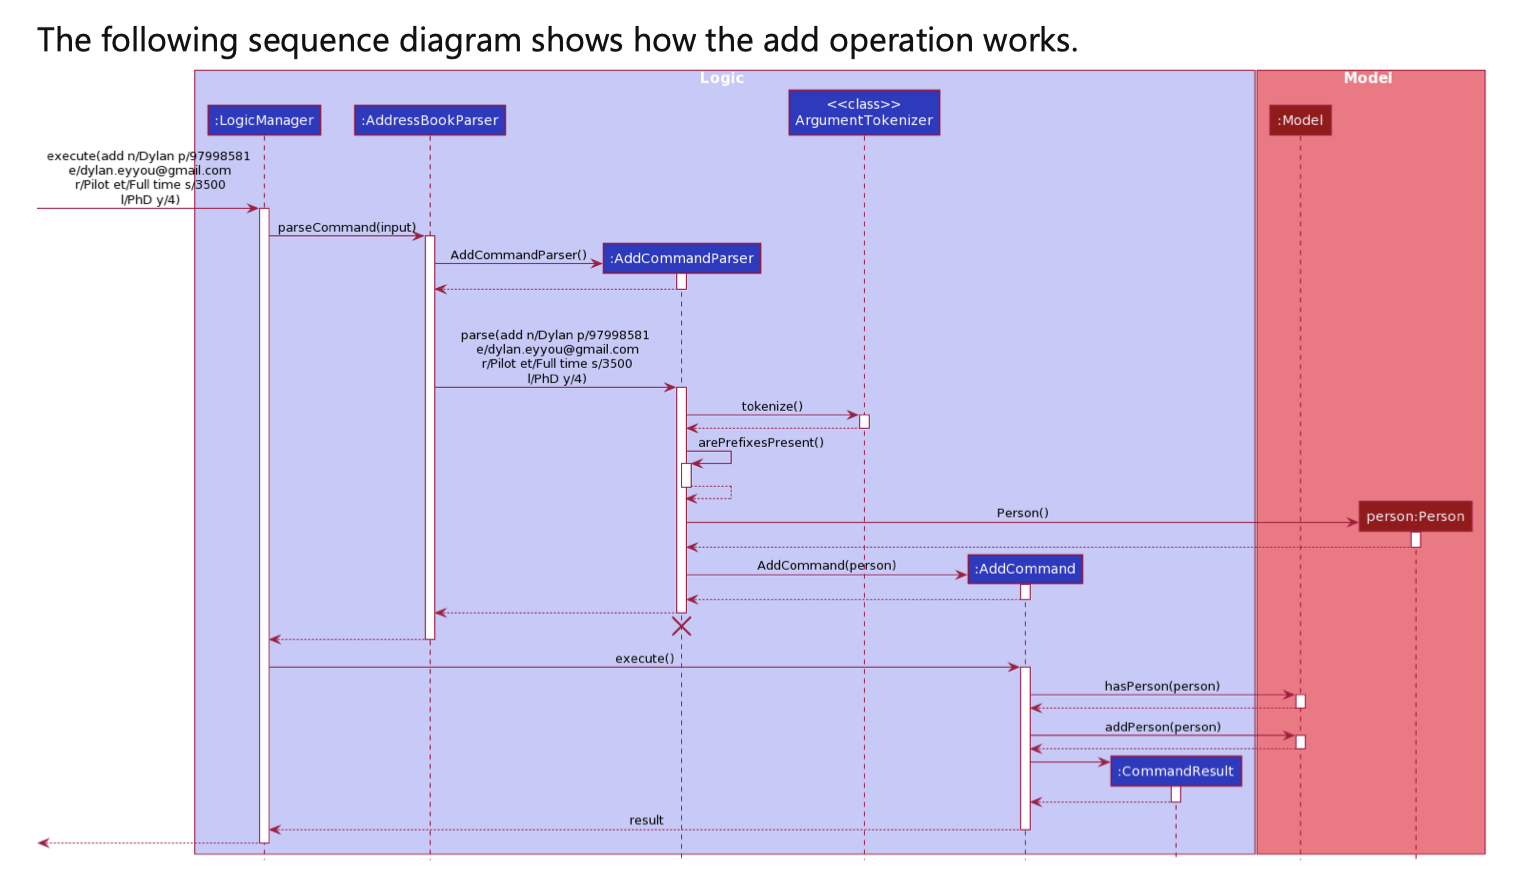 The following sequence diagram shows how the add operation works.
Logic
Model
<<class>>
ArgumentTokenizer
:LogicManager
:AddressBookParser
:Model
execute(add n/Dylan p/97998581
e/dylan.eyyou@gmail.com
r/Pilot et/Full time s/3500
l/PhD y/4)
parseCommand(input)
AddCommandParser()
:AddCommandParser
parse(add n/Dylan p/97998581
e/dylan.eyyou@gmail.com
r/Pilot et/Full time s/3500
l/PhD y/4)
tokenize()
arePrefixesPresent()
Person()
person:Person
AddCommand(person)
:AddCommand
execute()
hasPerson(person)
addPerson(person)
:CommandResult
result